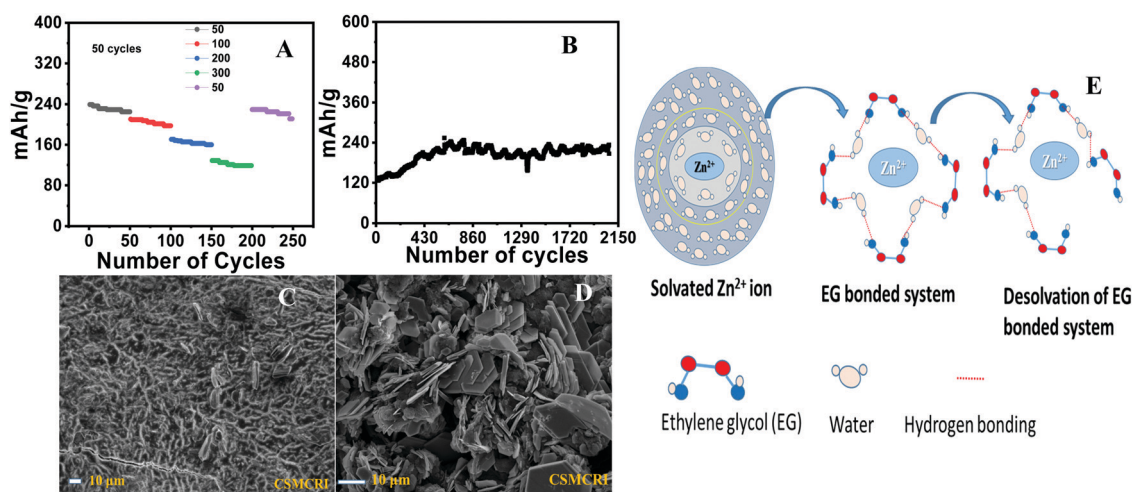 A
50 cycles
50
100
200
300
50
mAh/g
400
320
240
160
80
0
0 50 100 150 200 250
Number of Cycles
B
mAh/g
600
480
360
240
120
0
0 430 860 1290 1720 2150
Number of cycles
C
10 μm
CSMCRI
D
10 μm
CSMCRI
E
Zn²⁺
Zn²⁺
Zn²⁺
Solvated Zn²⁺ ion
EG bonded system
Desolvation of EG
bonded system
Ethylene glycol (EG)
Water
Hydrogen bonding